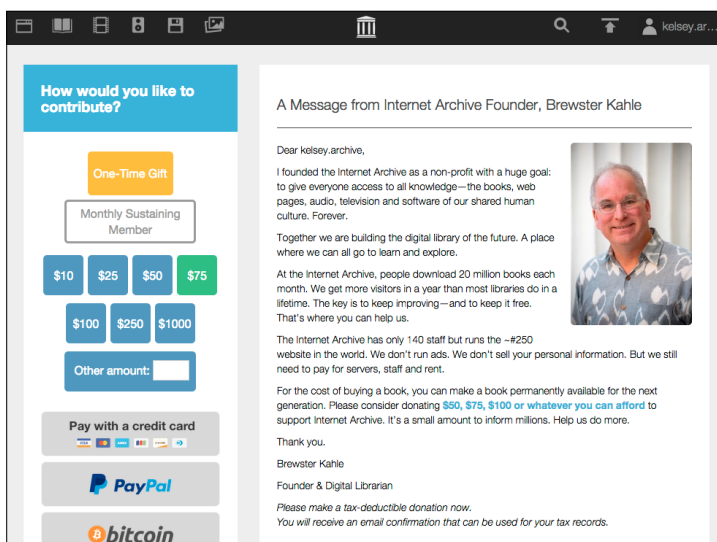 kelsey.ar...
How would you like to
contribute?
One-Time Gift
Monthly Sustaining
Member
$10 $25 $50 $75
$100 $250 $1000
Other amount:
Pay with a credit card
VISA
PayPal
bitcoin
A Message from Internet Archive Founder, Brewster Kahle
Dear kelsey.archive,
I founded the Internet Archive as a non-profit with a huge goal:
to give everyone access to all knowledge—the books, web
pages, audio, television and software of our shared human
culture. Forever.
Together we are building the digital library of the future. A place
where we can all go to learn and explore.
At the Internet Archive, people download 20 million books each
month. We get more visitors in a year than most libraries do in a
lifetime. The key is to keep improving—and to keep it free.
That's where you can help us.
The Internet Archive has only 140 staff but runs the ~#250
website in the world. We don't run ads. We don't sell your personal information. But we still
need to pay for servers, staff and rent.
For the cost of buying a book, you can make a book permanently available for the next
generation. Please consider donating $50, $75, $100 or whatever you can afford to
support Internet Archive. It's a small amount to inform millions. Help us do more.
Thank you.
Brewster Kahle
Founder & Digital Librarian
Please make a tax-deductible donation now.
You will receive an email confirmation that can be used for your tax records.